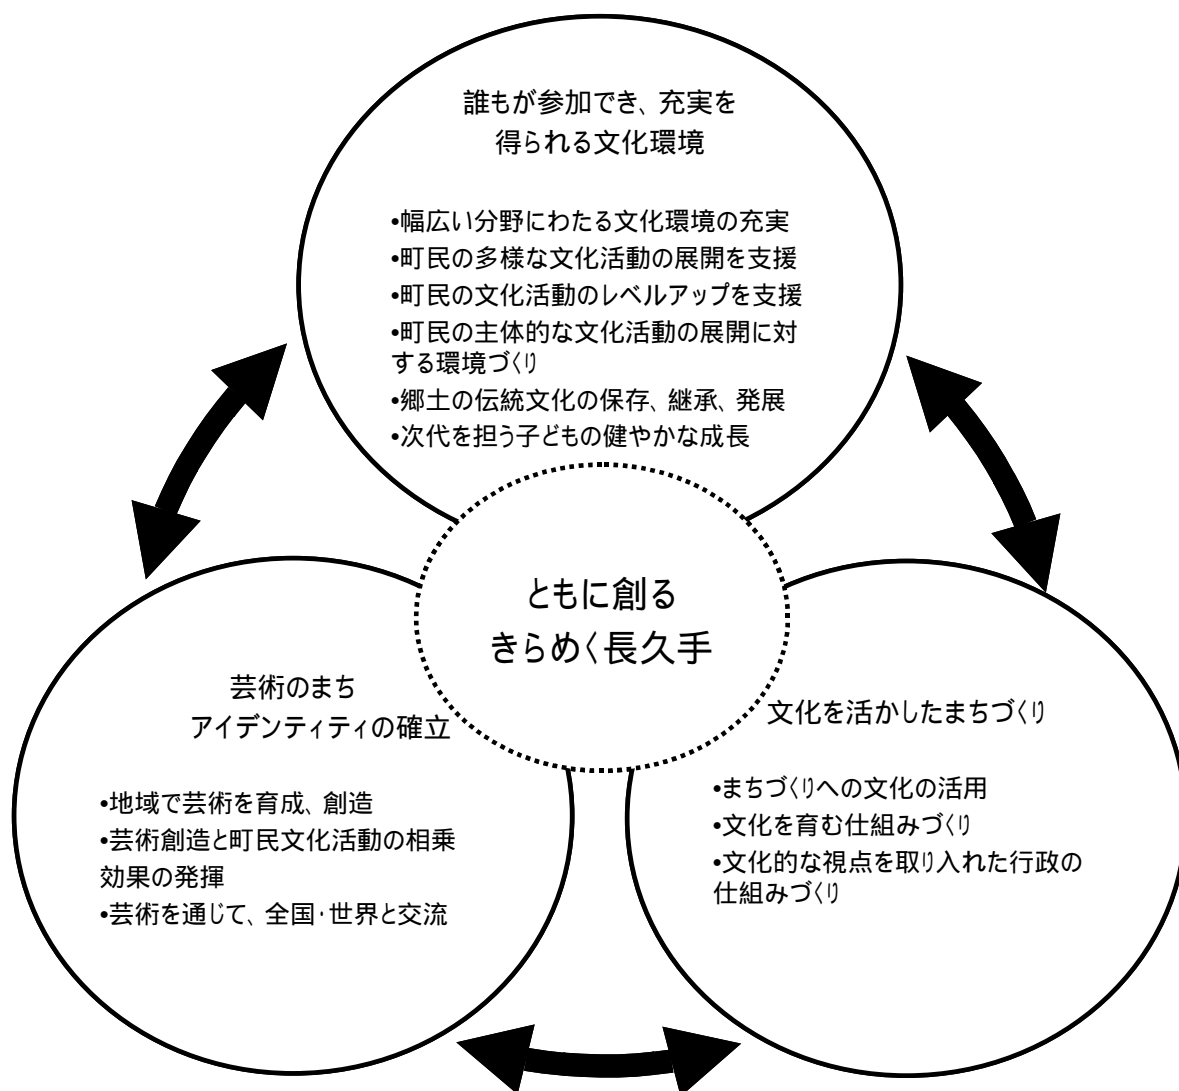 誰もが参加でき、充実を
得られる文化環境
•幅広い分野にわたる文化環境の充実
•町民の多様な文化活動の展開を支援
•町民の文化活動のレベルアップを支援
•町民の主体的な文化活動の展開に対
する環境づくり
•郷土の伝統文化の保存、継承、発展
•次代を担う子どもの健やかな成長
ともに創る
きらめく長久手
芸術のまち
アイデンティティの確立
•地域で芸術を育成、創造
•芸術創造と町民文化活動の相乗
効果の発揮
•芸術を通じて、全国・世界と交流
文化を活かしたまちづくり
•まちづくりへの文化の活用
•文化を育む仕組みづくり
•文化的な視点を取り入れた行政の
仕組みづくり